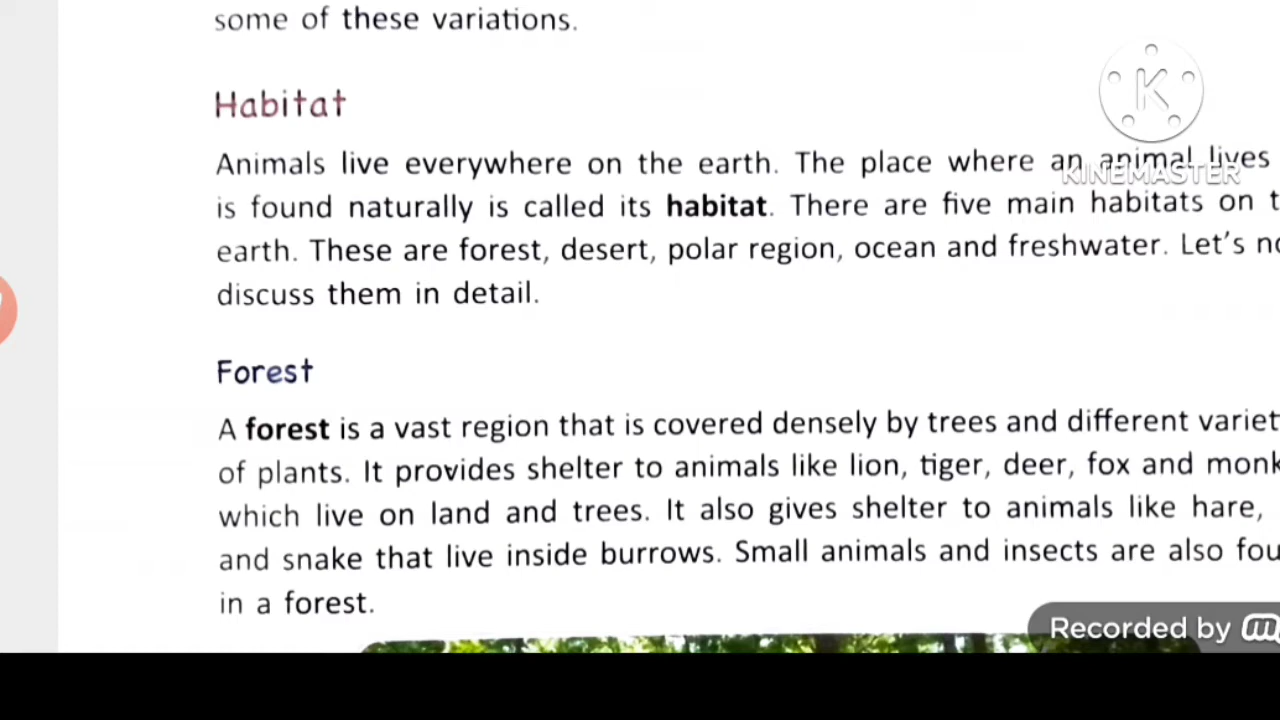 some of these variations.
Habitat
Animals live everywhere on the earth. The place where an animal lives
is found naturally is called its habitat. There are five main habitats on
earth. These are forest, desert, polar region, ocean and freshwater. Let's
discuss them in detail.
Forest
A forest is a vast region that is covered densely by trees and different
of plants. It provides shelter to animals like lion, tiger, deer, fox and
which live on land and trees. It also gives shelter to animals like hare,
and snake that live inside burrows. Small animals and insects are also
in a forest.
K
KINEMASTER
Recorded by